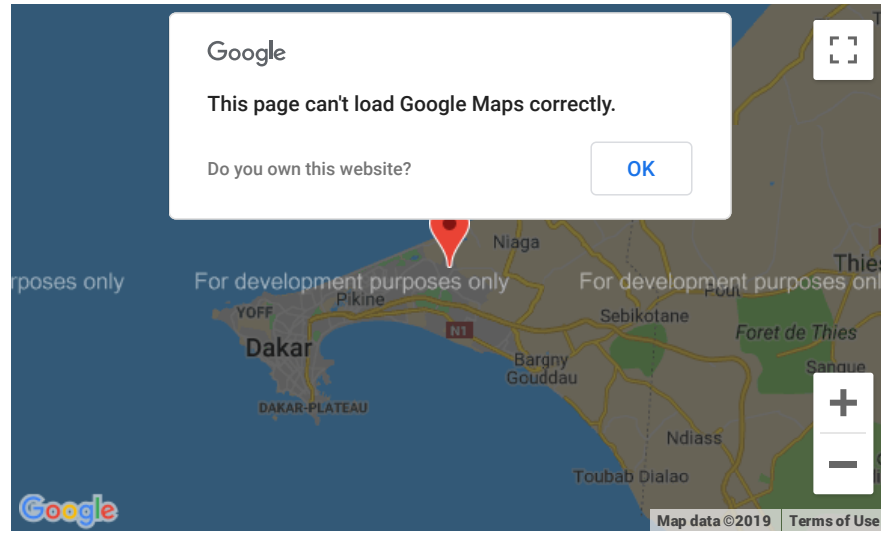 Google
This page can't load Google Maps correctly.
Do you own this website?
OK
Niaga
Thies
rposes only
For development purposes only
For development purposes onl
Pout
Pikine
YOFF
Sebikotane
N1
Foret de Thies
Dakar
Bargny
Gouddau
Sangue
DAKAR-PLATEAU
Ndiass
Toubab Dialao
Google
Map data ©2019
Terms of Use